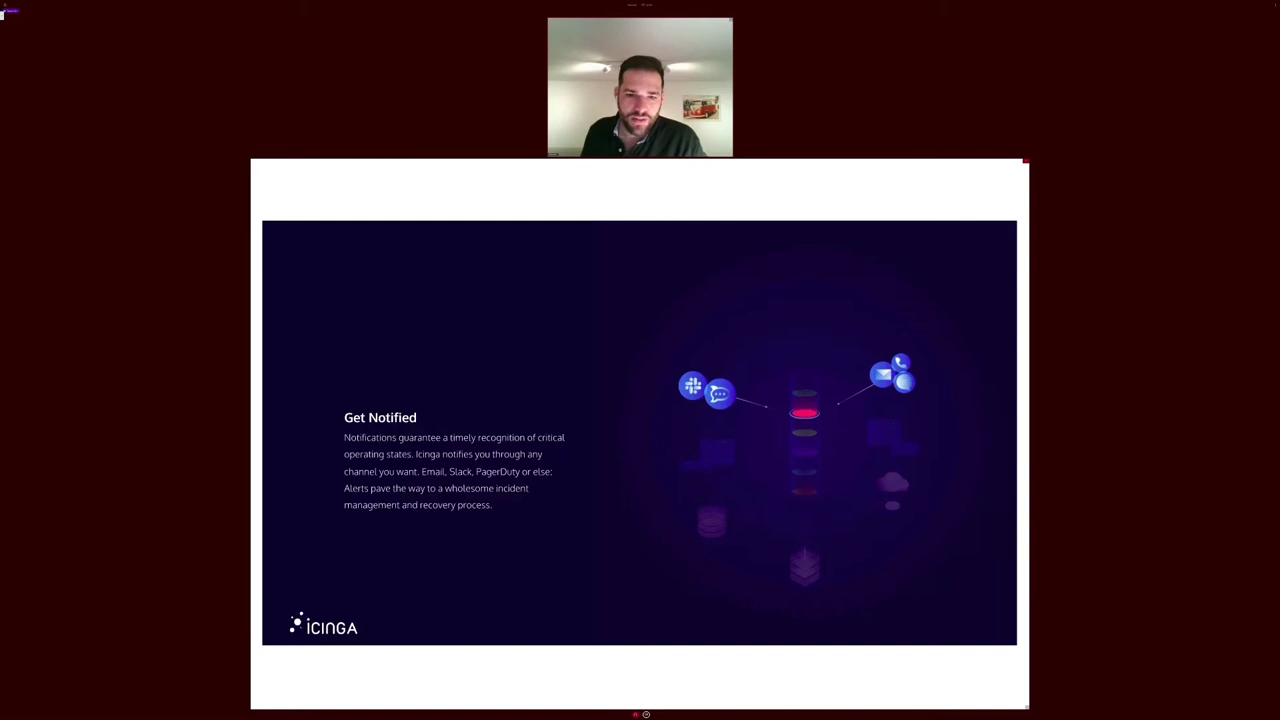 Get Notified
Notifications guarantee a timely recognition of critical
operating states. Icinga notifies you through any
channel you want. Email, Slack, PagerDuty or else:
Alerts pave the way to a wholesome incident
management and recovery process.
iCINGA